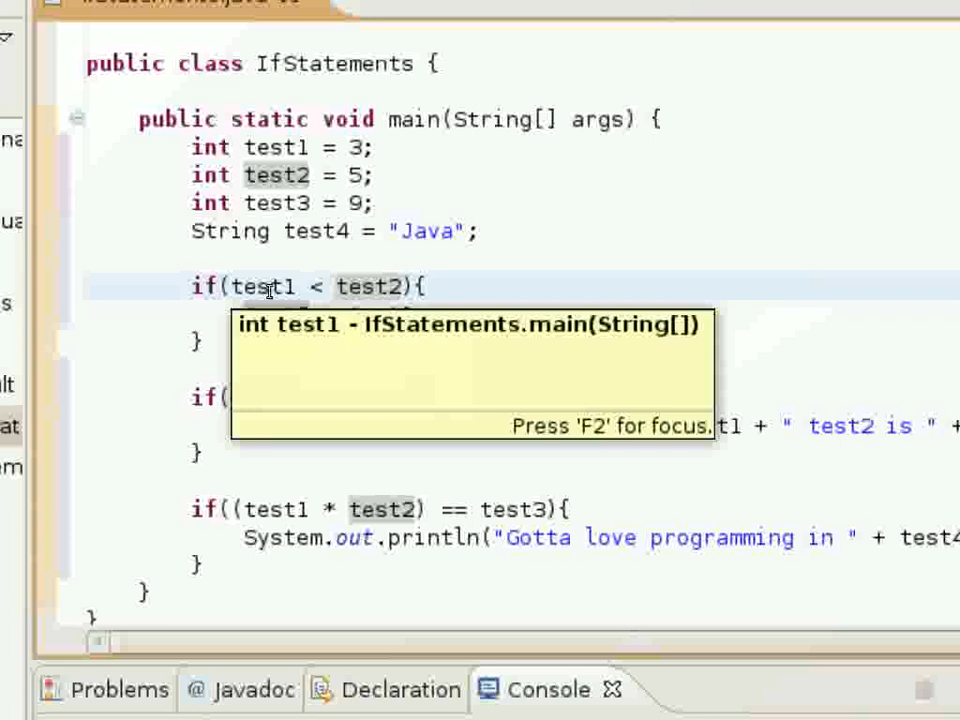 public class IfStatements {
public static void main(String[] args) {
int test1 = 3;
int test2 = 5;
int test3 = 9;
String test4 = "Java";
if(test1 < test2){
int test1 - IfStatements.main(String[])
}
if(
Press 'F2' for focus.
t1 + " test2 is " +
}
if((test1 * test2) == test3){
System.out.println("Gotta love programming in " + test4
}
}
}
Problems @ Javadoc Declaration Console